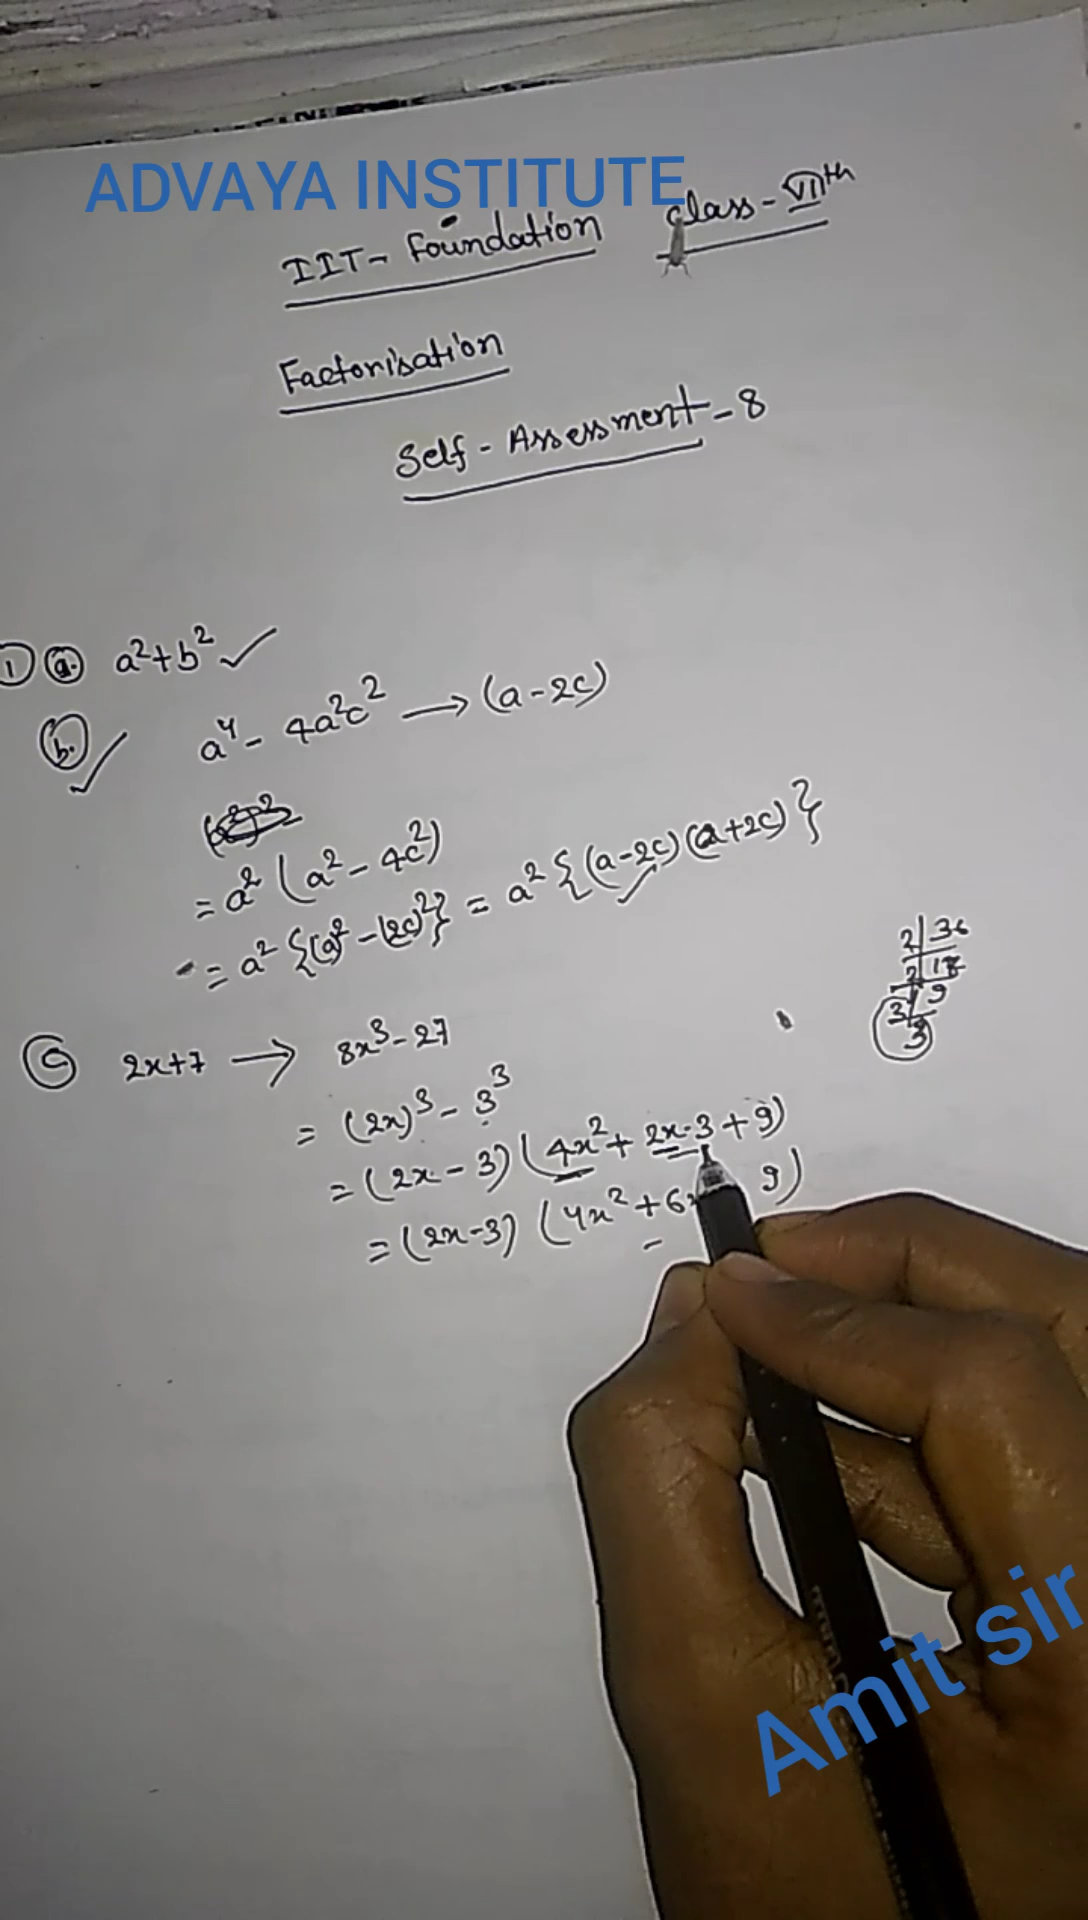 ADVAYA INSTITUTE
IIT- Foundation Class - VIIth
Factorisation
Self - Assessment - 8
① ⓐ. a²+b² ✓
ⓑ. ✓ a⁴ - 4a²c² → (a-2c)
= a² (a² - 4c²)
= a² {(a)² - (2c)²} = a² {(a-2c)(a+2c)}
2 | 36
2 | 18
3 | 9
3
ⓒ 2x+7 → 8x³ - 27
= (2x)³ - 3³
= (2x - 3) (4x² + 2x·3 + 9)
= (2x-3) (4x² + 6x 9)
Amit sir